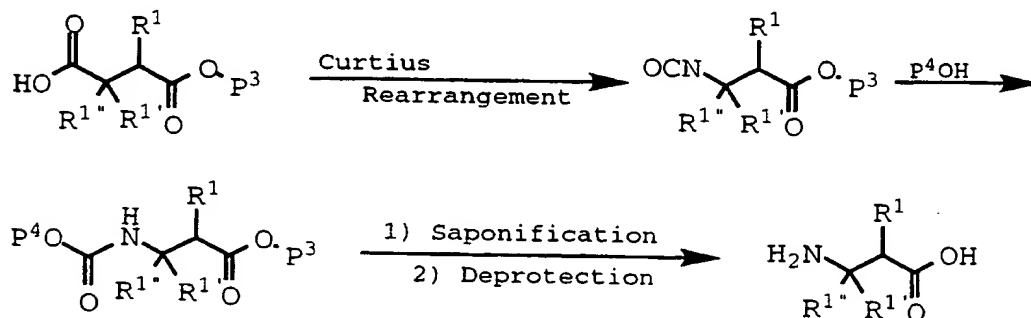 O R¹
HO O P³
R¹" R¹' O
Curtius
Rearrangement
R¹
OCN O P³
R¹" R¹' O
P⁴OH
H R¹
P⁴O N O P³
O R¹" R¹' O
1) Saponification
2) Deprotection
R¹
H₂N OH
R¹" R¹' O